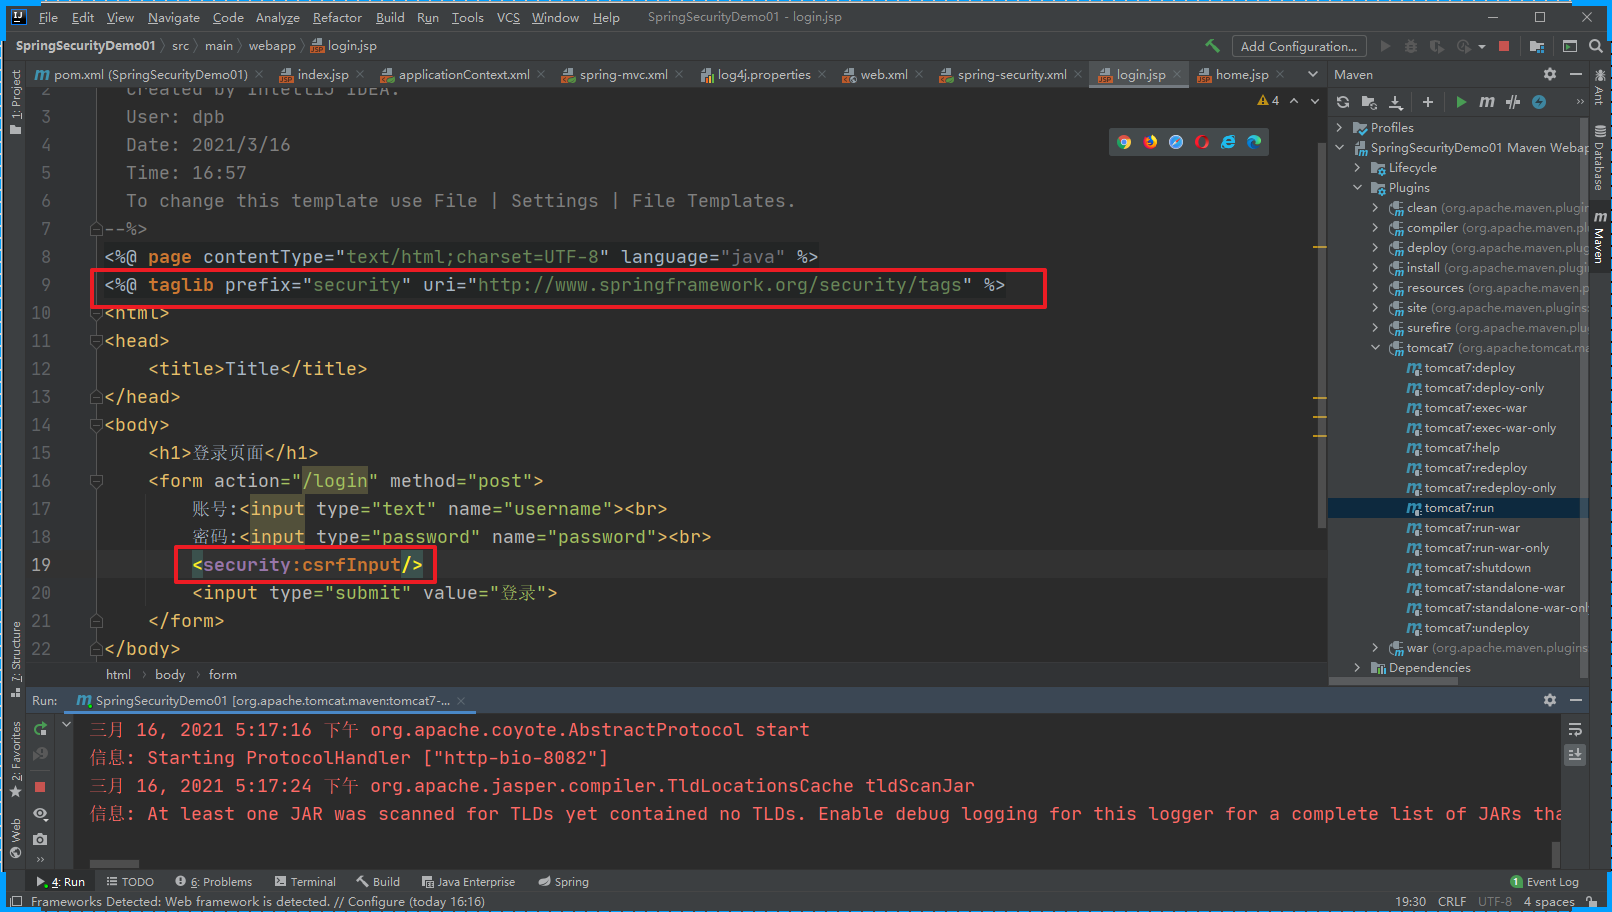 File Edit View Navigate Code Analyze Refactor Build Run Tools VCS Window Help SpringSecurityDemo01 - login.jsp
SpringSecurityDemo01 src main webapp login.jsp Add Configuration...
pom.xml (SpringSecurityDemo01) index.jsp applicationContext.xml spring-mvc.xml log4j.properties web.xml spring-security.xml login.jsp home.jsp
1: Project
2 Created by IntelliJ IDEA.
3 User: dpb
4 Date: 2021/3/16
5 Time: 16:57
6 To change this template use File | Settings | File Templates.
7 --%>
8 <%@ page contentType="text/html;charset=UTF-8" language="java" %>
9 <%@ taglib prefix="security" uri="http://www.springframework.org/security/tags" %>
10 <html>
11 <head>
12 <title>Title</title>
13 </head>
14 <body>
15 <h1>登录页面</h1>
16 <form action="/login" method="post">
17 账号:<input type="text" name="username"><br>
18 密码:<input type="password" name="password"><br>
19 <security:csrfInput/>
20 <input type="submit" value="登录">
21 </form>
22 </body>
4
html body form
Maven
Profiles
SpringSecurityDemo01 Maven Webap
Lifecycle
Plugins
clean (org.apache.maven.plugin
compiler (org.apache.maven.plu
deploy (org.apache.maven.plugi
install (org.apache.maven.plugin
resources (org.apache.maven.pl
site (org.apache.maven.plugins:
surefire (org.apache.maven.plu
tomcat7 (org.apache.tomcat.ma
tomcat7:deploy
tomcat7:deploy-only
tomcat7:exec-war
tomcat7:exec-war-only
tomcat7:help
tomcat7:redeploy
tomcat7:redeploy-only
tomcat7:run
tomcat7:run-war
tomcat7:run-war-only
tomcat7:shutdown
tomcat7:standalone-war
tomcat7:standalone-war-onl
tomcat7:undeploy
war (org.apache.maven.plugins
Dependencies
Ant
Database
Maven
7: Structure
2: Favorites
Web
Run: SpringSecurityDemo01 [org.apache.tomcat.maven:tomcat7-...
三月 16, 2021 5:17:16 下午 org.apache.coyote.AbstractProtocol start
信息: Starting ProtocolHandler ["http-bio-8082"]
三月 16, 2021 5:17:24 下午 org.apache.jasper.compiler.TldLocationsCache tldScanJar
信息: At least one JAR was scanned for TLDs yet contained no TLDs. Enable debug logging for this logger for a complete list of JARs tha
4: Run TODO 6: Problems Terminal Build Java Enterprise Spring 1 Event Log
Frameworks Detected: Web framework is detected. // Configure (today 16:16) 19:30 CRLF UTF-8 4 spaces